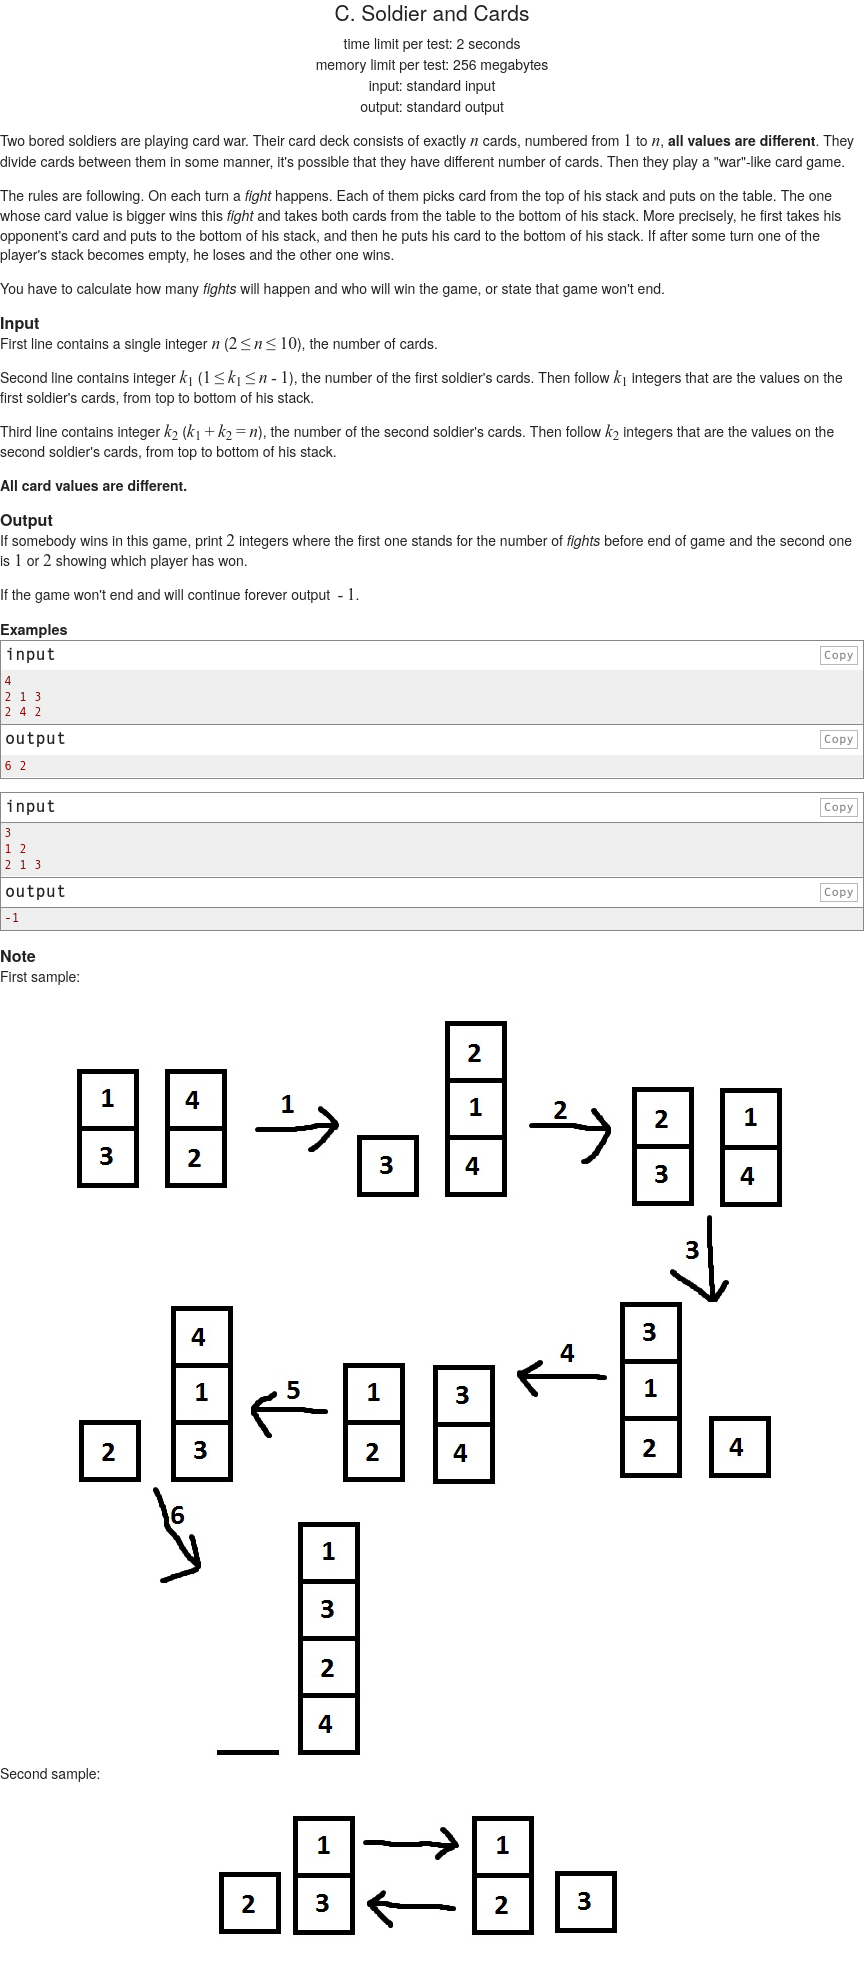 C. Soldier and Cards
time limit per test: 2 seconds
memory limit per test: 256 megabytes
input: standard input
output: standard output
Two bored soldiers are playing card war. Their card deck consists of exactly n cards, numbered from 1 to n, all values are different. They
divide cards between them in some manner, it's possible that they have different number of cards. Then they play a "war"-like card game.
The rules are following. On each turn a fight happens. Each of them picks card from the top of his stack and puts on the table. The one
whose card value is bigger wins this fight and takes both cards from the table to the bottom of his stack. More precisely, he first takes his
opponent's card and puts to the bottom of his stack, and then he puts his card to the bottom of his stack. If after some turn one of the
player's stack becomes empty, he loses and the other one wins.
You have to calculate how many fights will happen and who will win the game, or state that game won't end.
Input
First line contains a single integer n (2 ≤ n ≤ 10), the number of cards.
Second line contains integer k1 (1 ≤ k1 ≤ n - 1), the number of the first soldier's cards. Then follow k1 integers that are the values on the
first soldier's cards, from top to bottom of his stack.
Third line contains integer k2 (k1 + k2 = n), the number of the second soldier's cards. Then follow k2 integers that are the values on the
second soldier's cards, from top to bottom of his stack.
All card values are different.
Output
If somebody wins in this game, print 2 integers where the first one stands for the number of fights before end of game and the second one
is 1 or 2 showing which player has won.
If the game won't end and will continue forever output - 1.
Examples
input Copy
4
2 1 3
2 4 2
output Copy
6 2
input Copy
3
1 2
2 1 3
output Copy
-1
Note
First sample:
2
1 4 1 1 2 2 1
3 2 3 4 3 4
3
4 3
4
1 5 1 3 1
2 3 2 4 2 4
6
1
3
2
4
Second sample:
1 1
2 3 2 3